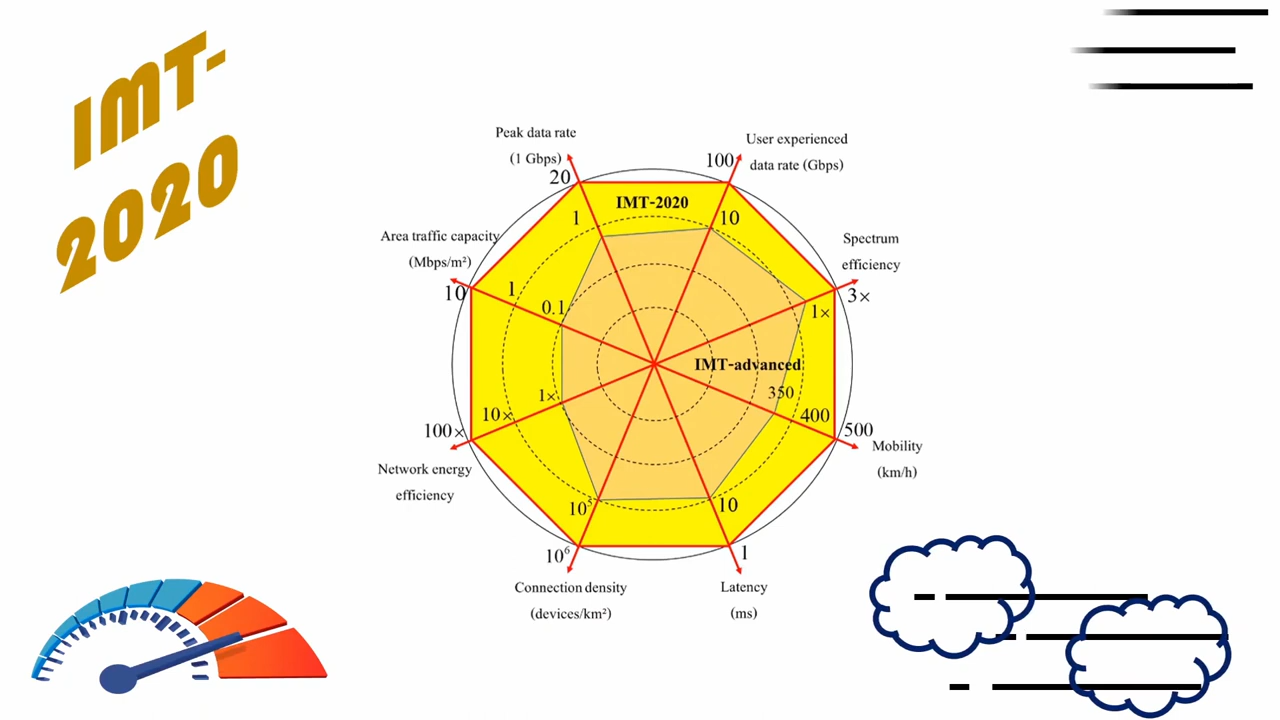 IMT-
2020
Peak data rate
(1 Gbps)
User experienced
data rate (Gbps)
20
100
1
IMT-2020
10
Area traffic capacity
(Mbps/m²)
Spectrum
efficiency
10
1
0.1
3×
1×
IMT-advanced
350
1×
10×
400
100×
500
Network energy
efficiency
Mobility
(km/h)
10⁵
10
10⁶
1
Connection density
(devices/km²)
Latency
(ms)